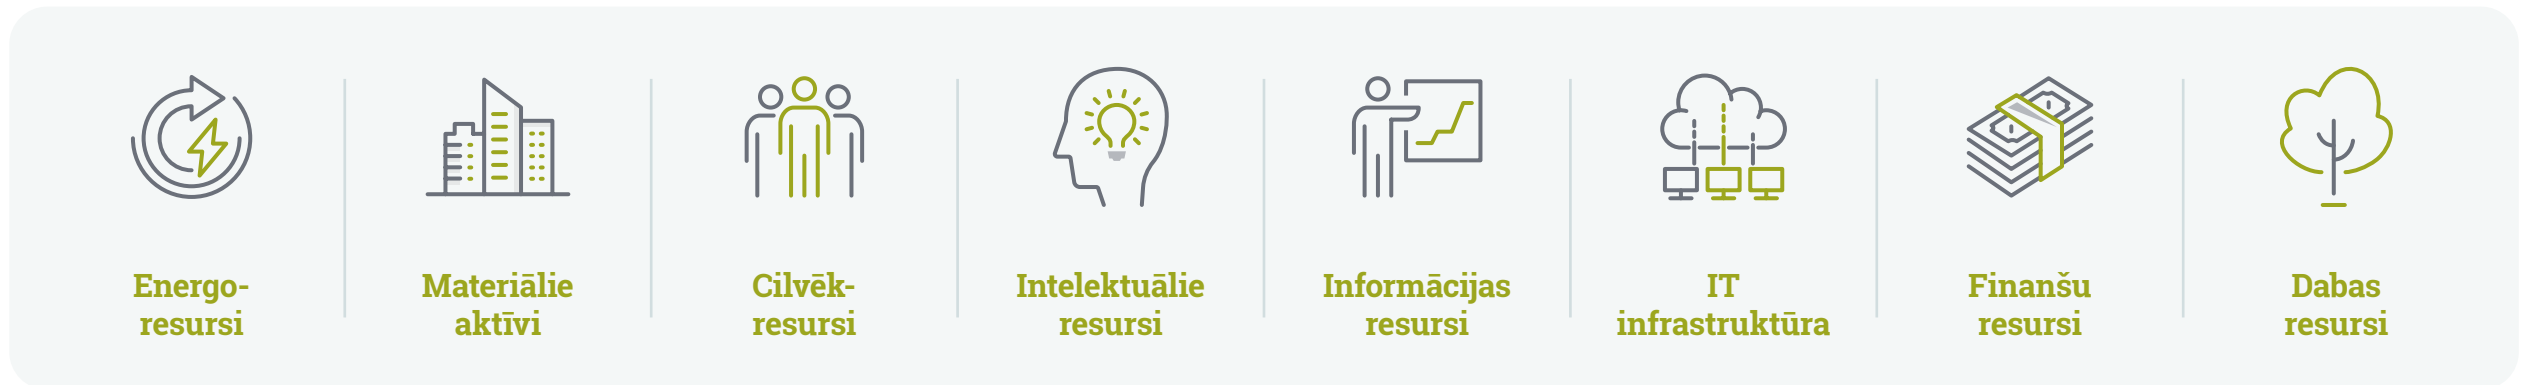 Energo-
resursi
Materiālie
aktīvi
Cilvēk-
resursi
Intelektuālie
resursi
Informācijas
resursi
IT
infrastruktūra
Finanšu
resursi
Dabas
resursi